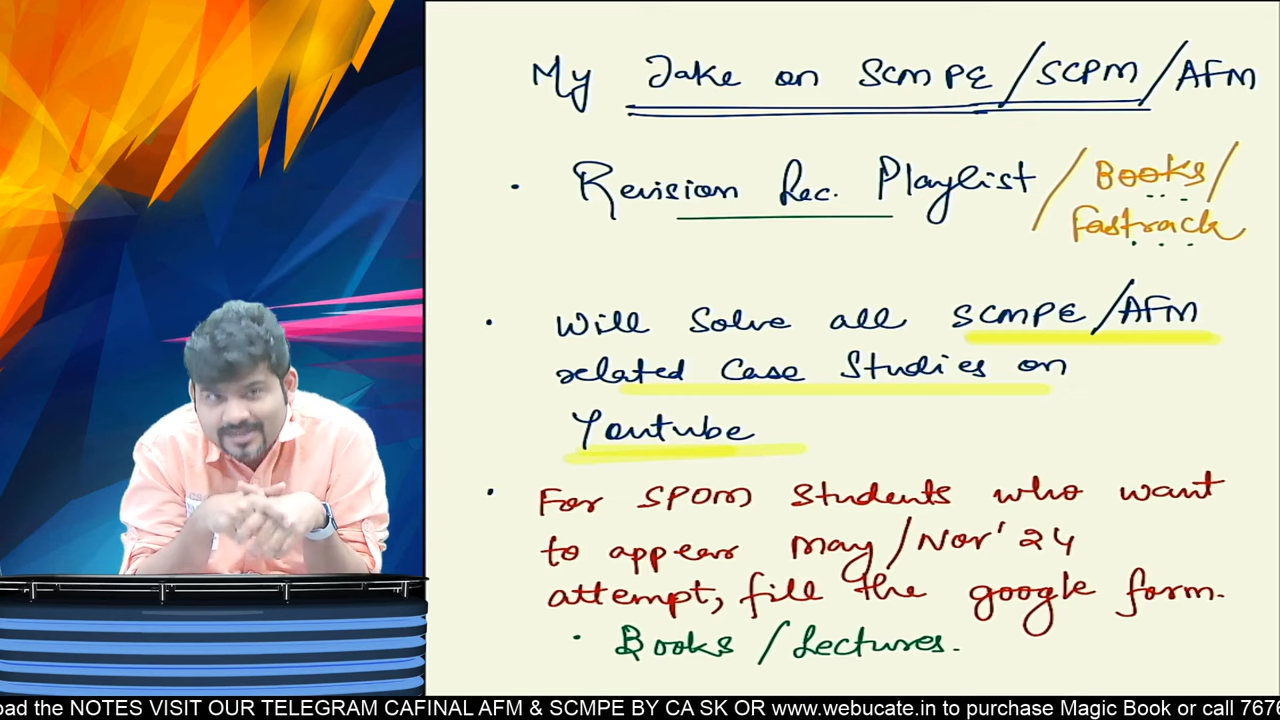 My Take on SCMPE/SCPM/AFM
• Revision Rec. Playlist / Books/
Fastrack
• Will Solve all SCMPE/AFM
related Case Studies on
Youtube
• For SPOM Students who want
to appear May/Nov'24
attempt, fill the google form.
• Books / Lectures.
oad the NOTES VISIT OUR TELEGRAM CAFINAL AFM & SCMPE BY CA SK OR www.webucate.in to purchase Magic Book or call 7676